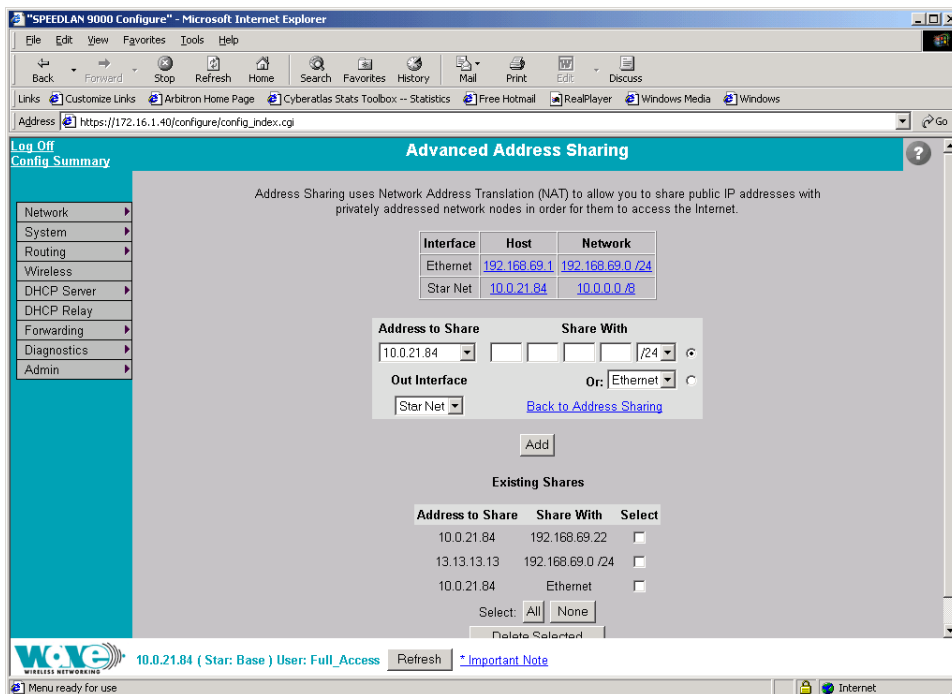 "SPEEDLAN 9000 Configure" - Microsoft Internet Explorer
File Edit View Favorites Tools Help
Back Forward Stop Refresh Home Search Favorites History Mail Print Edit Discuss
Links Customize Links Arbitron Home Page Cyberatlas Stats Toolbox -- Statistics Free Hotmail RealPlayer Windows Media Windows
Address https://172.16.1.40/configure/config_index.cgi Go
Log Off
Config Summary
Advanced Address Sharing
?
Address Sharing uses Network Address Translation (NAT) to allow you to share public IP addresses with
privately addressed network nodes in order for them to access the Internet.
Network
System
Routing
Wireless
DHCP Server
DHCP Relay
Forwarding
Diagnostics
Admin
Interface Host Network
Ethernet 192.168.69.1 192.168.69.0 /24
Star Net 10.0.21.84 10.0.0.0 /8
Address to Share Share With
10.0.21.84 /24
Out Interface Or: Ethernet
Star Net Back to Address Sharing
Add
Existing Shares
Address to Share Share With Select
10.0.21.84 192.168.69.22
13.13.13.13 192.168.69.0 /24
10.0.21.84 Ethernet
Select: All None
Delete Selected
WAVE
WIRELESS NETWORKING
10.0.21.84 ( Star: Base ) User: Full_Access Refresh * Important Note
Menu ready for use Internet